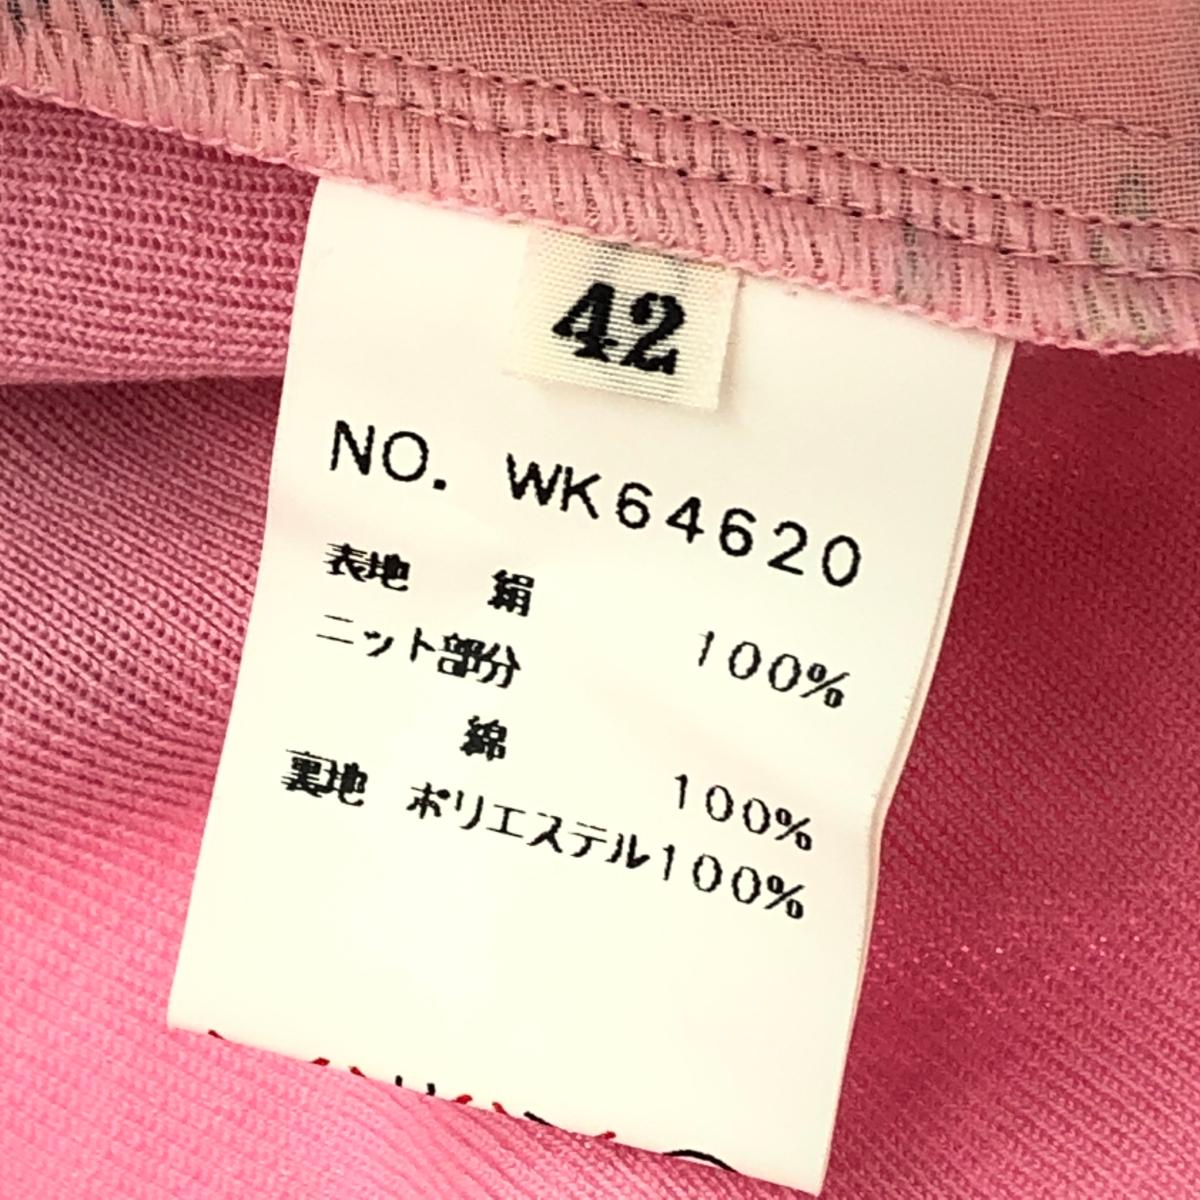 42
NO. WK64620
表地 絹 100%
ニット部分
綿 100%
裏地 ポリエステル100%